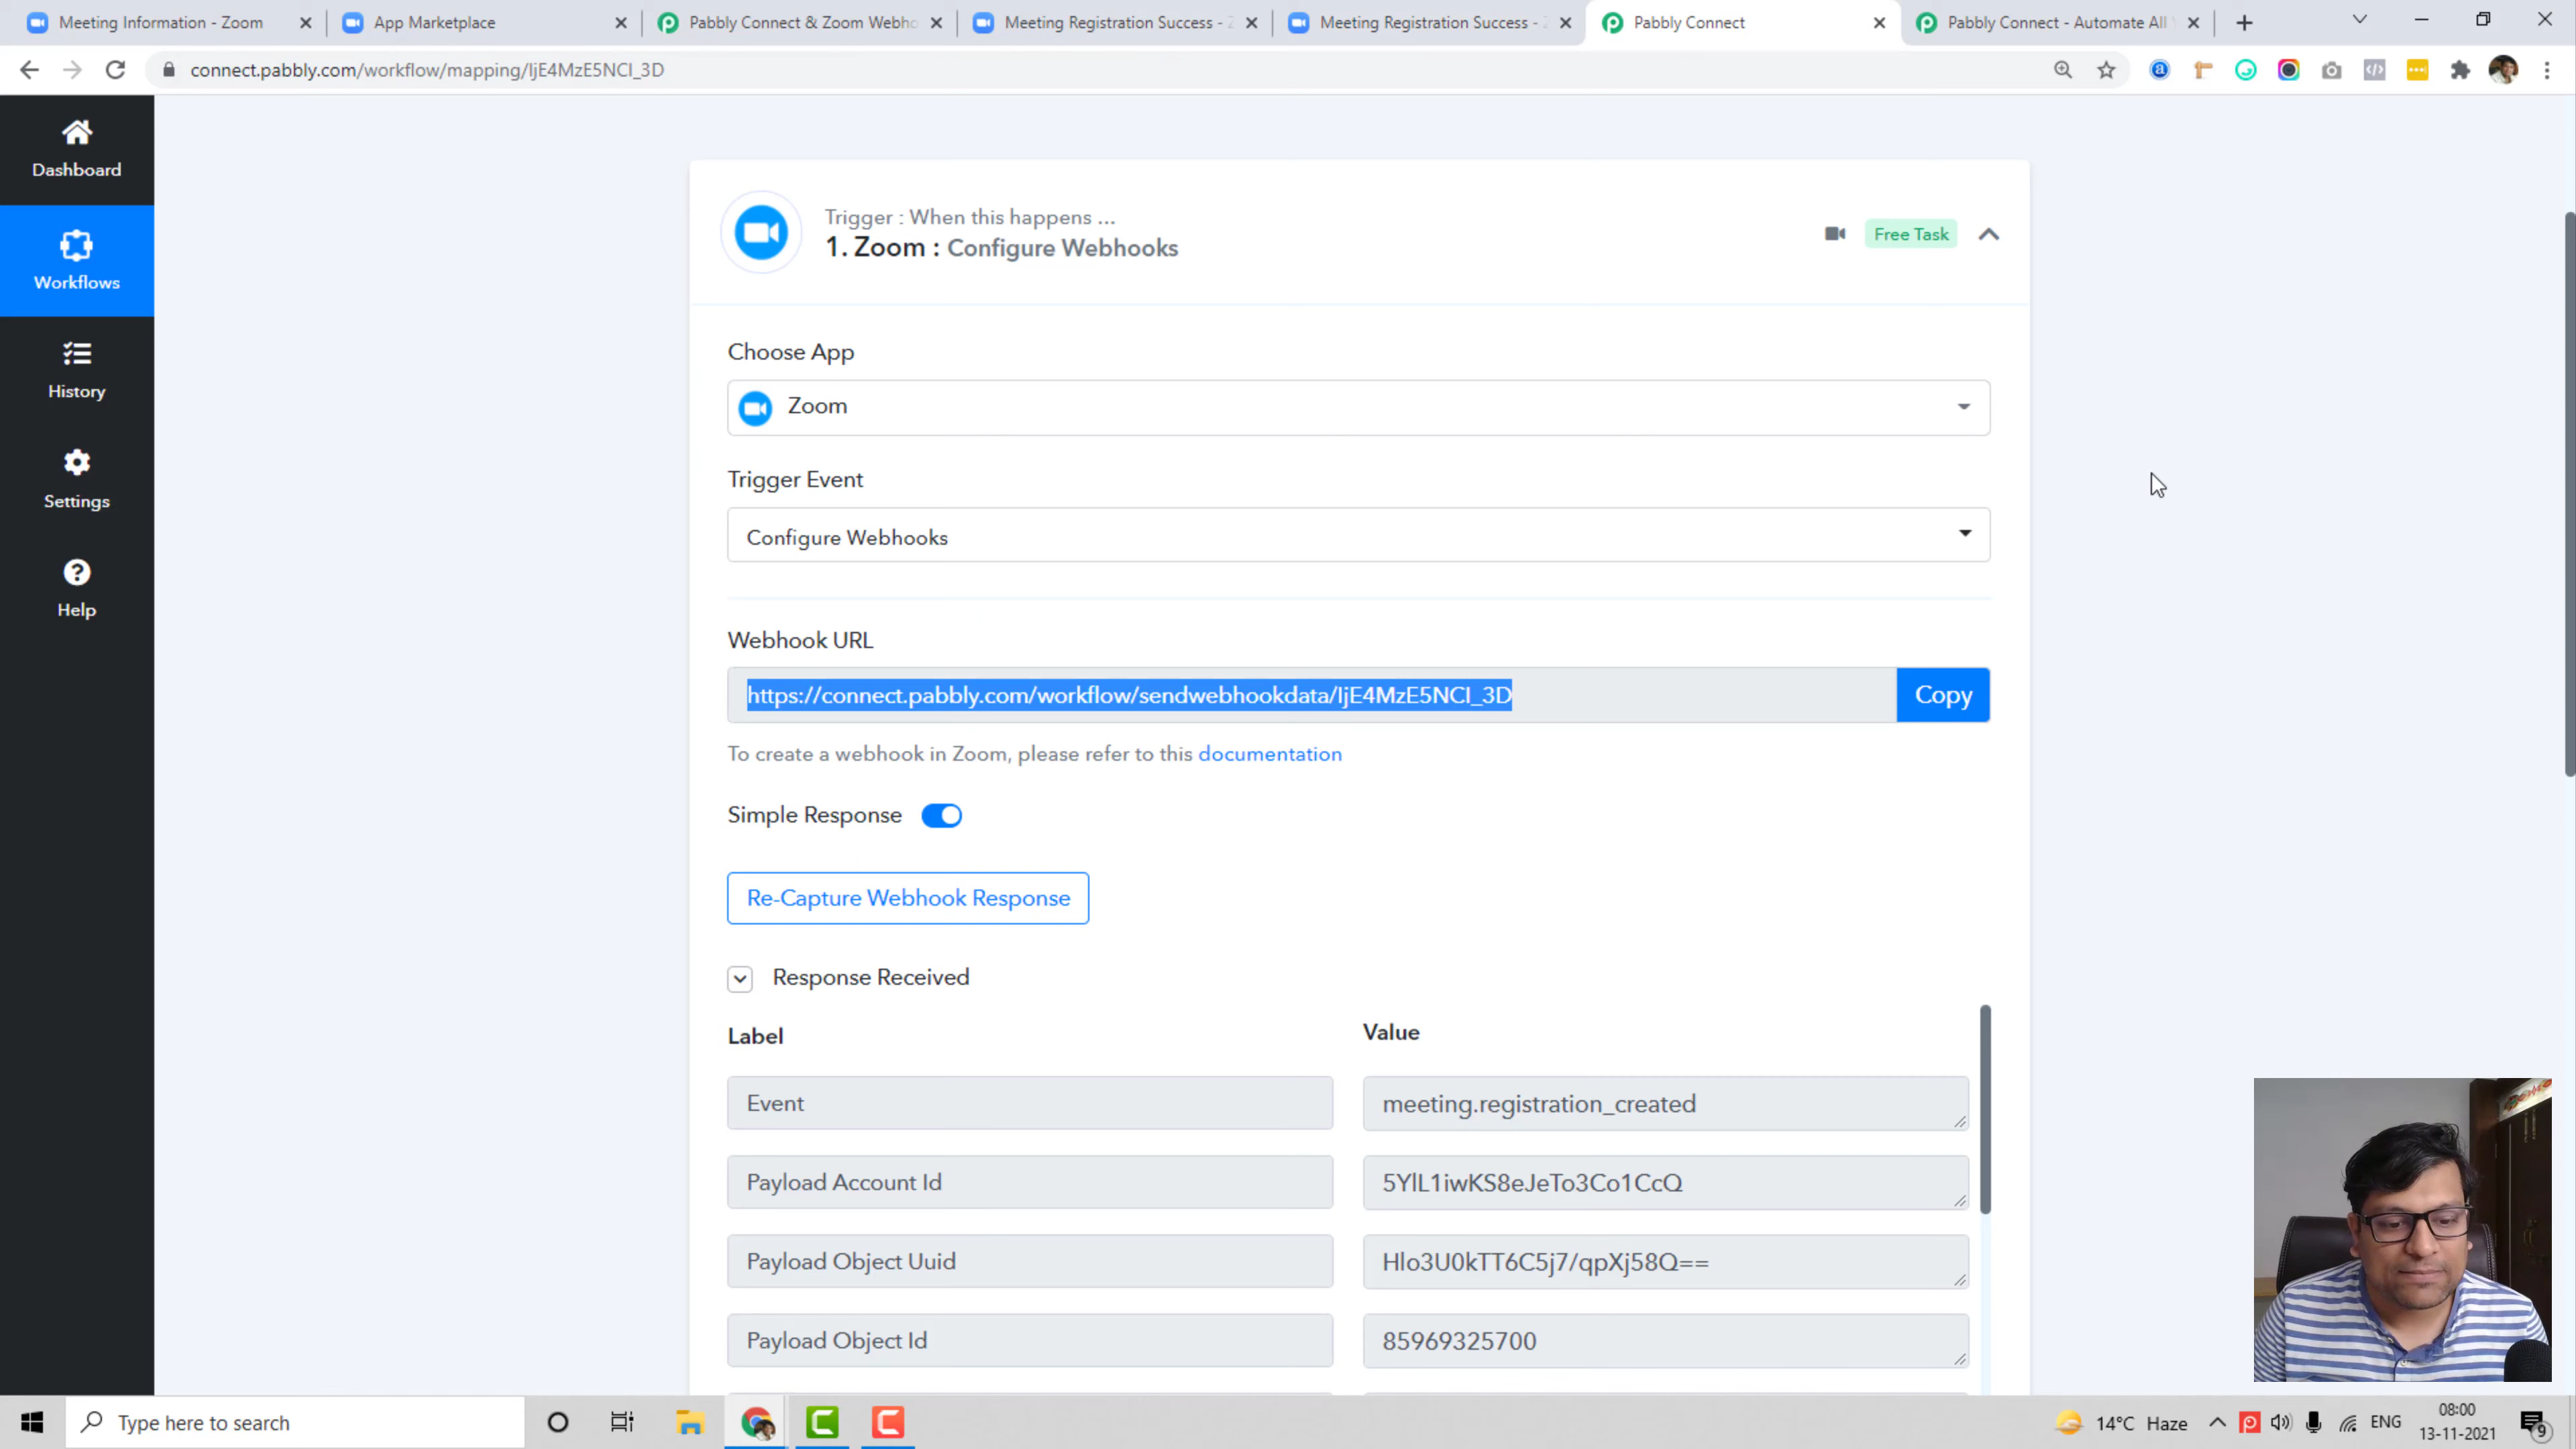 Meeting Information - Zoom
App Marketplace
Pabbly Connect & Zoom Webho
Meeting Registration Success - Z
Meeting Registration Success - Z
Pabbly Connect
Pabbly Connect - Automate All
connect.pabbly.com/workflow/mapping/IjE4MzE5NCI_3D
Dashboard
Workflows
History
Settings
Help
Trigger : When this happens ...
1. Zoom : Configure Webhooks
Free Task
Choose App
Zoom
Trigger Event
Configure Webhooks
Webhook URL
https://connect.pabbly.com/workflow/sendwebhookdata/IjE4MzE5NCI_3D
Copy
To create a webhook in Zoom, please refer to this documentation
Simple Response
Re-Capture Webhook Response
Response Received
Label
Value
Event
meeting.registration_created
Payload Account Id
5YlL1iwKS8eJeTo3Co1CcQ
Payload Object Uuid
Hlo3U0kTT6C5j7/qpXj58Q==
Payload Object Id
85969325700
Type here to search
14°C Haze
ENG
08:00
13-11-2021
9